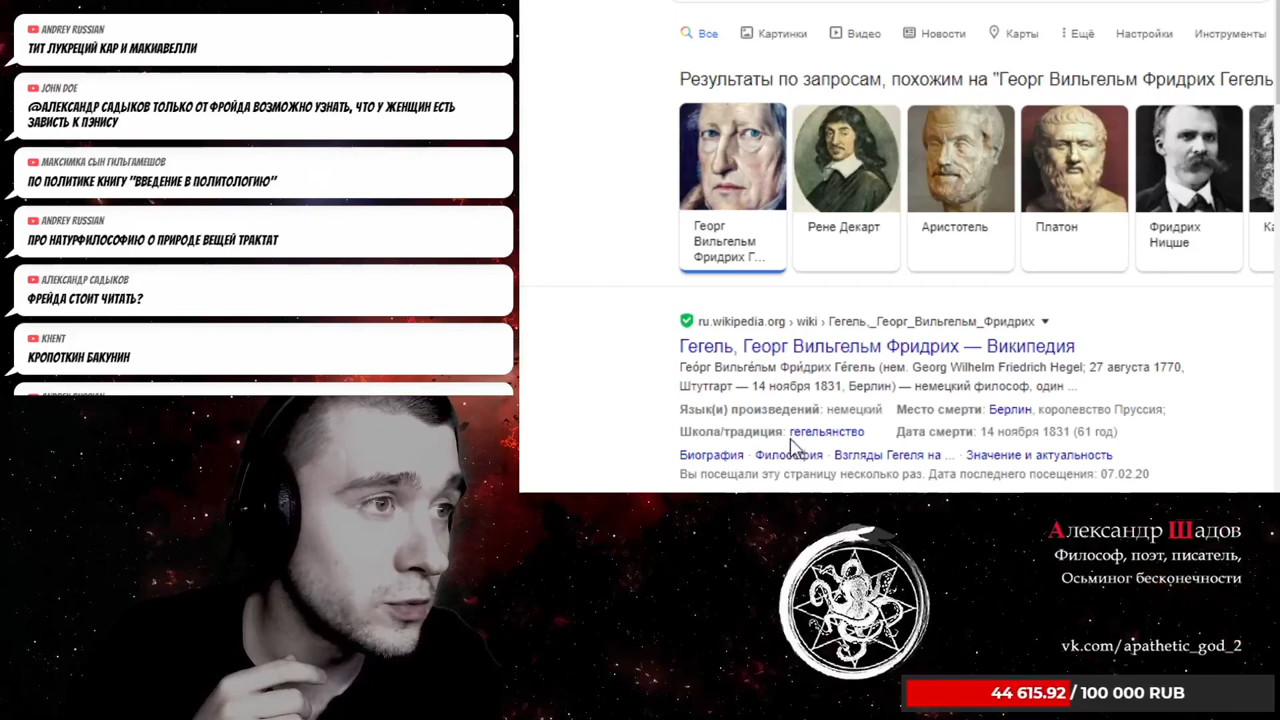 ANDREY RUSSIAN
ТИТ ЛУКРЕЦИЙ КАР И МАКИАВЕЛЛИ
JOHN DOE
@АЛЕКСАНДР САДЫКОВ ТОЛЬКО ОТ ФРОЙДА ВОЗМОЖНО УЗНАТЬ, ЧТО У ЖЕНЩИН ЕСТЬ
ЗАВИСТЬ К ПЭНИСУ
МАКСИМКА СЫН ГИЛЬГАМЕШОВ
ПО ПОЛИТИКЕ КНИГУ "ВВЕДЕНИЕ В ПОЛИТОЛОГИЮ"
ANDREY RUSSIAN
ПРО НАТУРФИЛОСОФИЮ О ПРИРОДЕ ВЕЩЕЙ ТРАКТАТ
АЛЕКСАНДР САДЫКОВ
ФРЕЙДА СТОИТ ЧИТАТЬ?
KHENT
КРОПОТКИН БАКУНИН
Все Картинки Видео Новости Карты Ещё Настройки Инструменты
Результаты по запросам, похожим на "Георг Вильгельм Фридрих Гегель
Георг
Вильгельм
Фридрих Г...
Рене Декарт
Аристотель
Платон
Фридрих
Ницше
ru.wikipedia.org › wiki › Гегель,_Георг_Вильгельм_Фридрих
Гегель, Георг Вильгельм Фридрих — Википедия
Гео́рг Вильге́льм Фри́дрих Ге́гель (нем. Georg Wilhelm Friedrich Hegel; 27 августа 1770,
Штутгарт — 14 ноября 1831, Берлин) — немецкий философ, один ...
Язык(и) произведений: немецкий Место смерти: Берлин, королевство Пруссия;
Школа/традиция: гегельянство Дата смерти: 14 ноября 1831 (61 год)
Биография · Философия · Взгляды Гегеля на ... · Значение и актуальность
Вы посещали эту страницу несколько раз. Дата последнего посещения: 07.02.20
Александр Шадов
Философ, поэт, писатель,
Осьминог бесконечности
vk.com/apathetic_god_2
44 615.92 / 100 000 RUB